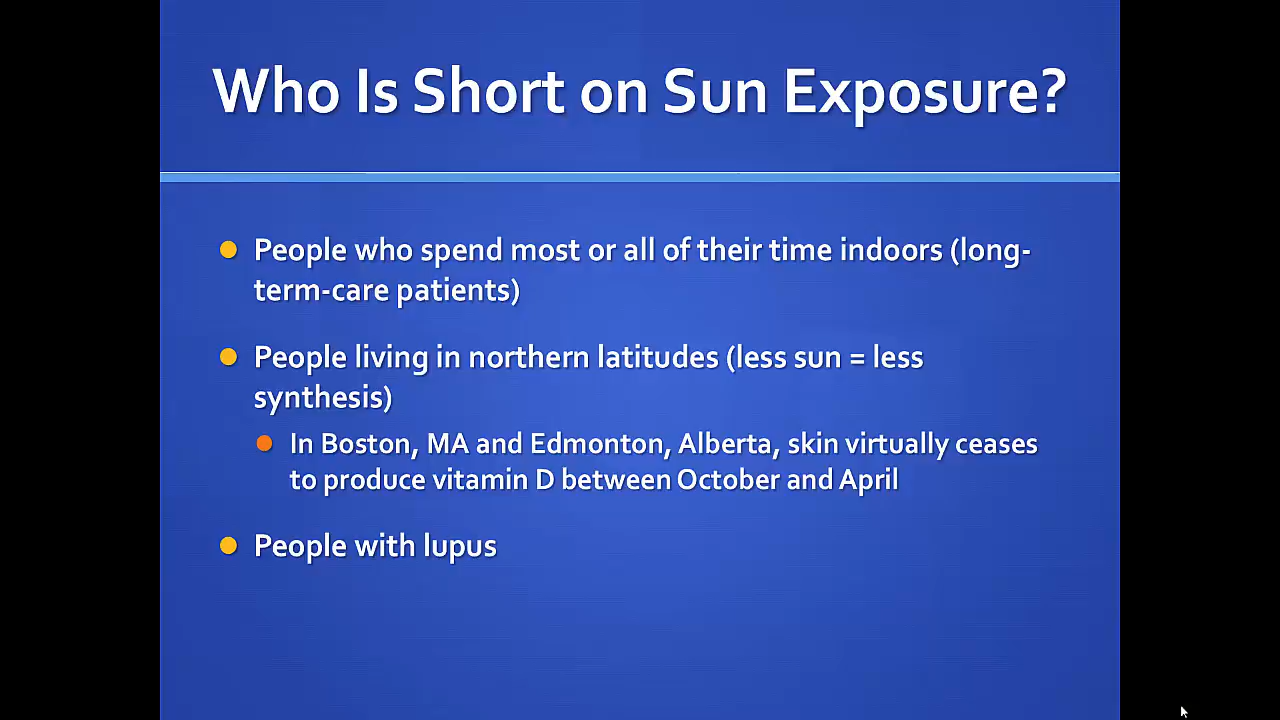 Who Is Short on Sun Exposure?
People who spend most or all of their time indoors (long-
term-care patients)
People living in northern latitudes (less sun = less
synthesis)
In Boston, MA and Edmonton, Alberta, skin virtually ceases
to produce vitamin D between October and April
People with lupus